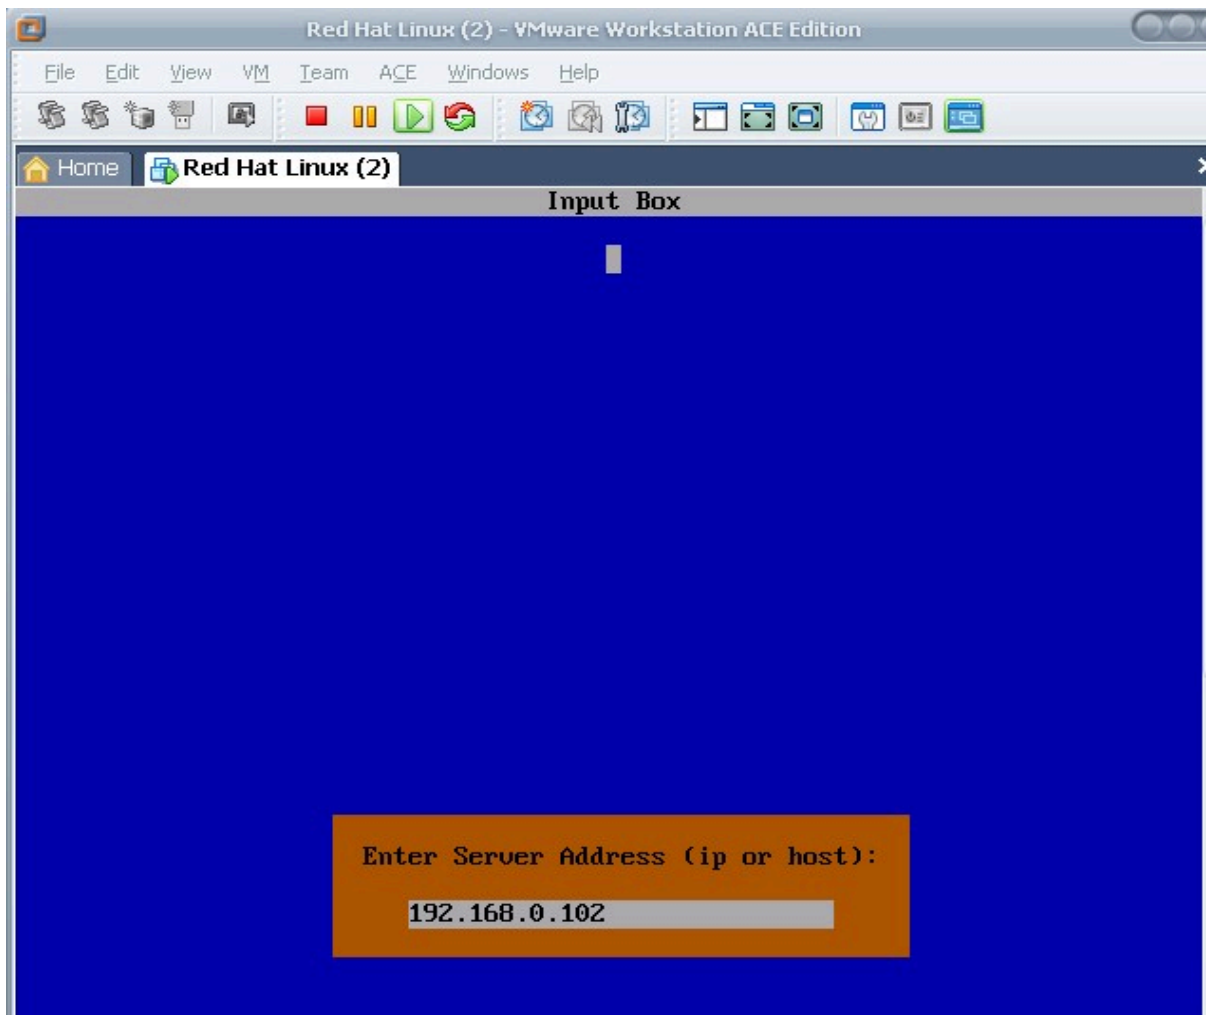 Red Hat Linux (2) - VMware Workstation ACE Edition
File Edit View VM Team ACE Windows Help
Home Red Hat Linux (2)
Input Box
Enter Server Address (ip or host):
192.168.0.102